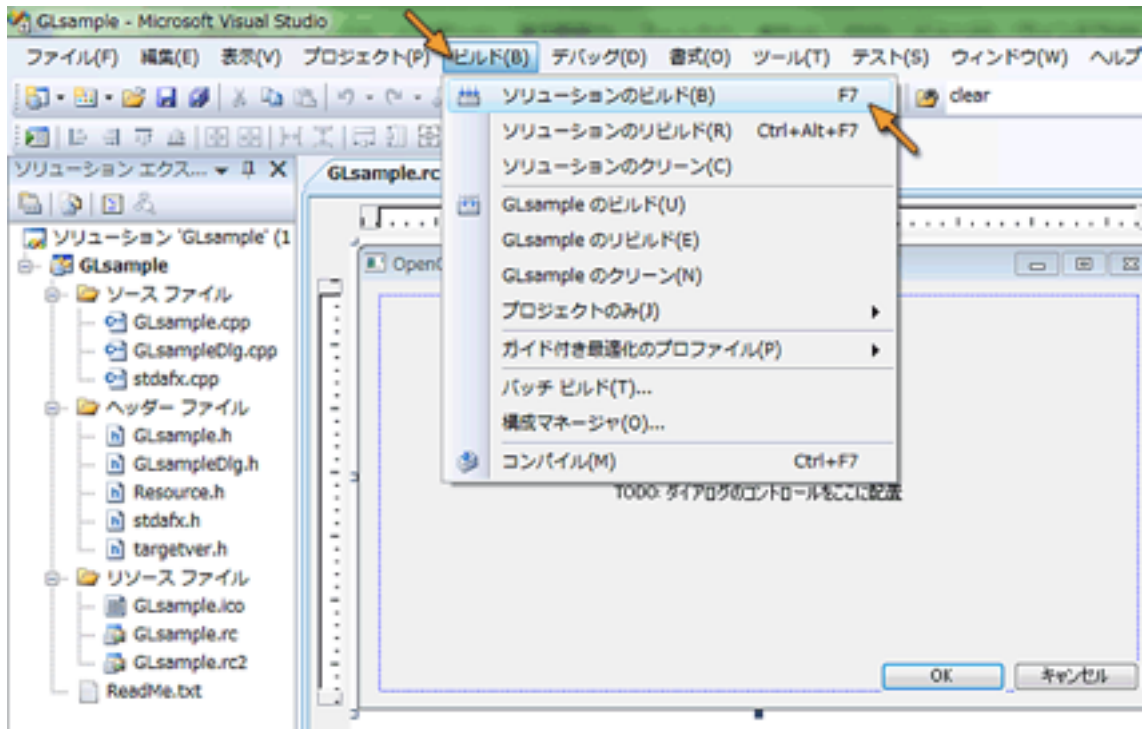 GLsample - Microsoft Visual Studio
ファイル(F) 編集(E) 表示(V) プロジェクト(P) ビルド(B) デバッグ(D) 書式(O) ツール(T) テスト(S) ウィンドウ(W) ヘルプ
clear
ソリューションのビルド(B) F7
ソリューションのリビルド(R) Ctrl+Alt+F7
ソリューションのクリーン(C)
GLsample のビルド(U)
GLsample のリビルド(E)
GLsample のクリーン(N)
プロジェクトのみ(J)
ガイド付き最適化のプロファイル(P)
バッチ ビルド(T)...
構成マネージャ(O)...
コンパイル(M) Ctrl+F7
ソリューション エクス...
ソリューション 'GLsample' (1
GLsample
ソース ファイル
GLsample.cpp
GLsampleDlg.cpp
stdafx.cpp
ヘッダー ファイル
GLsample.h
GLsampleDlg.h
Resource.h
stdafx.h
targetver.h
リソース ファイル
GLsample.ico
GLsample.rc
GLsample.rc2
ReadMe.txt
GLsample.rc
TODO: ダイアログのコントロールをここに配置
OK キャンセル